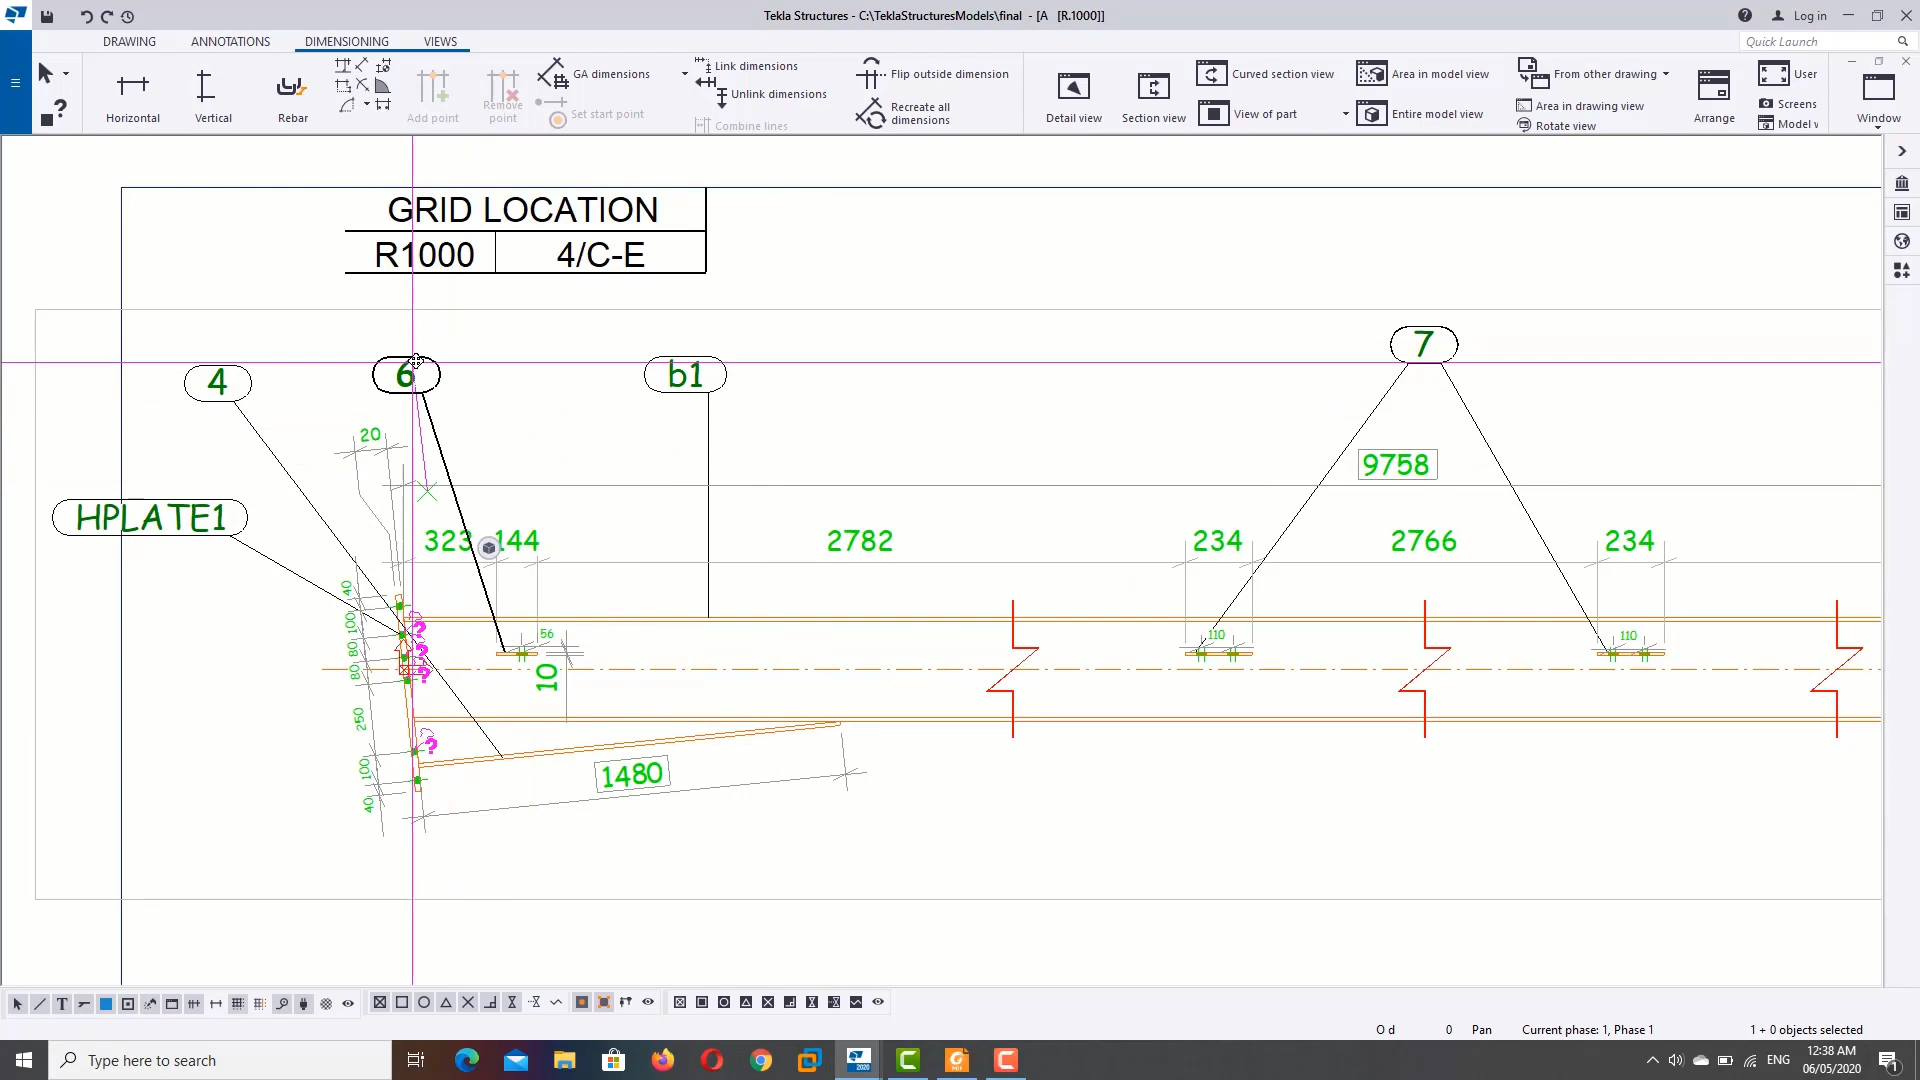 Tekla Structures - C:\TeklaStructuresModels\final - [A [R.1000]]
Log in
DRAWING
ANNOTATIONS
DIMENSIONING
VIEWS
Quick Launch
Horizontal
Vertical
Rebar
Add point
Remove
point
GA dimensions
Set start point
Link dimensions
Unlink dimensions
Combine lines
Flip outside dimension
Recreate all
dimensions
Detail view
Section view
Curved section view
View of part
Area in model view
Entire model view
From other drawing
Area in drawing view
Rotate view
Arrange
User
Screens
Model v
Window
GRID LOCATION
R1000
4/C-E
4
6
b1
7
20
9758
HPLATE1
323
144
2782
234
2766
234
40
100
80
80
250
100
40
?
?
?
?
56
10
110
110
1480
O d
0
Pan
Current phase: 1, Phase 1
1 + 0 objects selected
Type here to search
2020
PDF
ENG
12:38 AM
06/05/2020
1